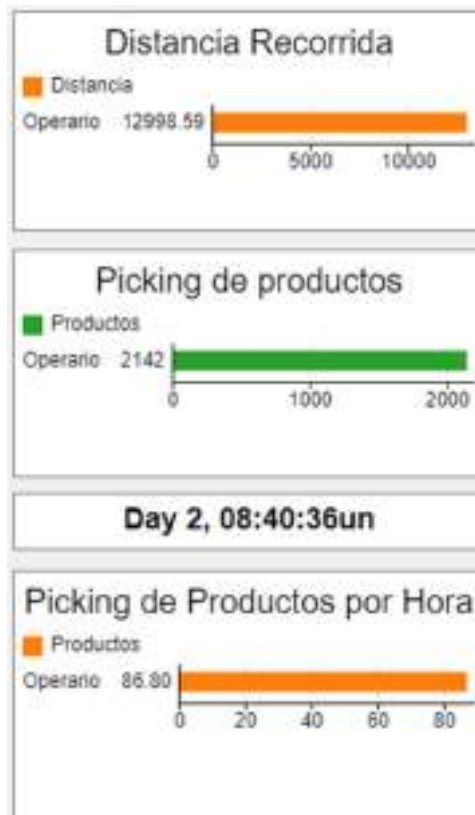 Distancia Recorrida
Distancia
Operario 12998.59
0 5000 10000
Picking de productos
Productos
Operario 2142
0 1000 2000
Day 2, 08:40:36un
Picking de Productos por Hora
Productos
Operario 86.80
0 20 40 60 80